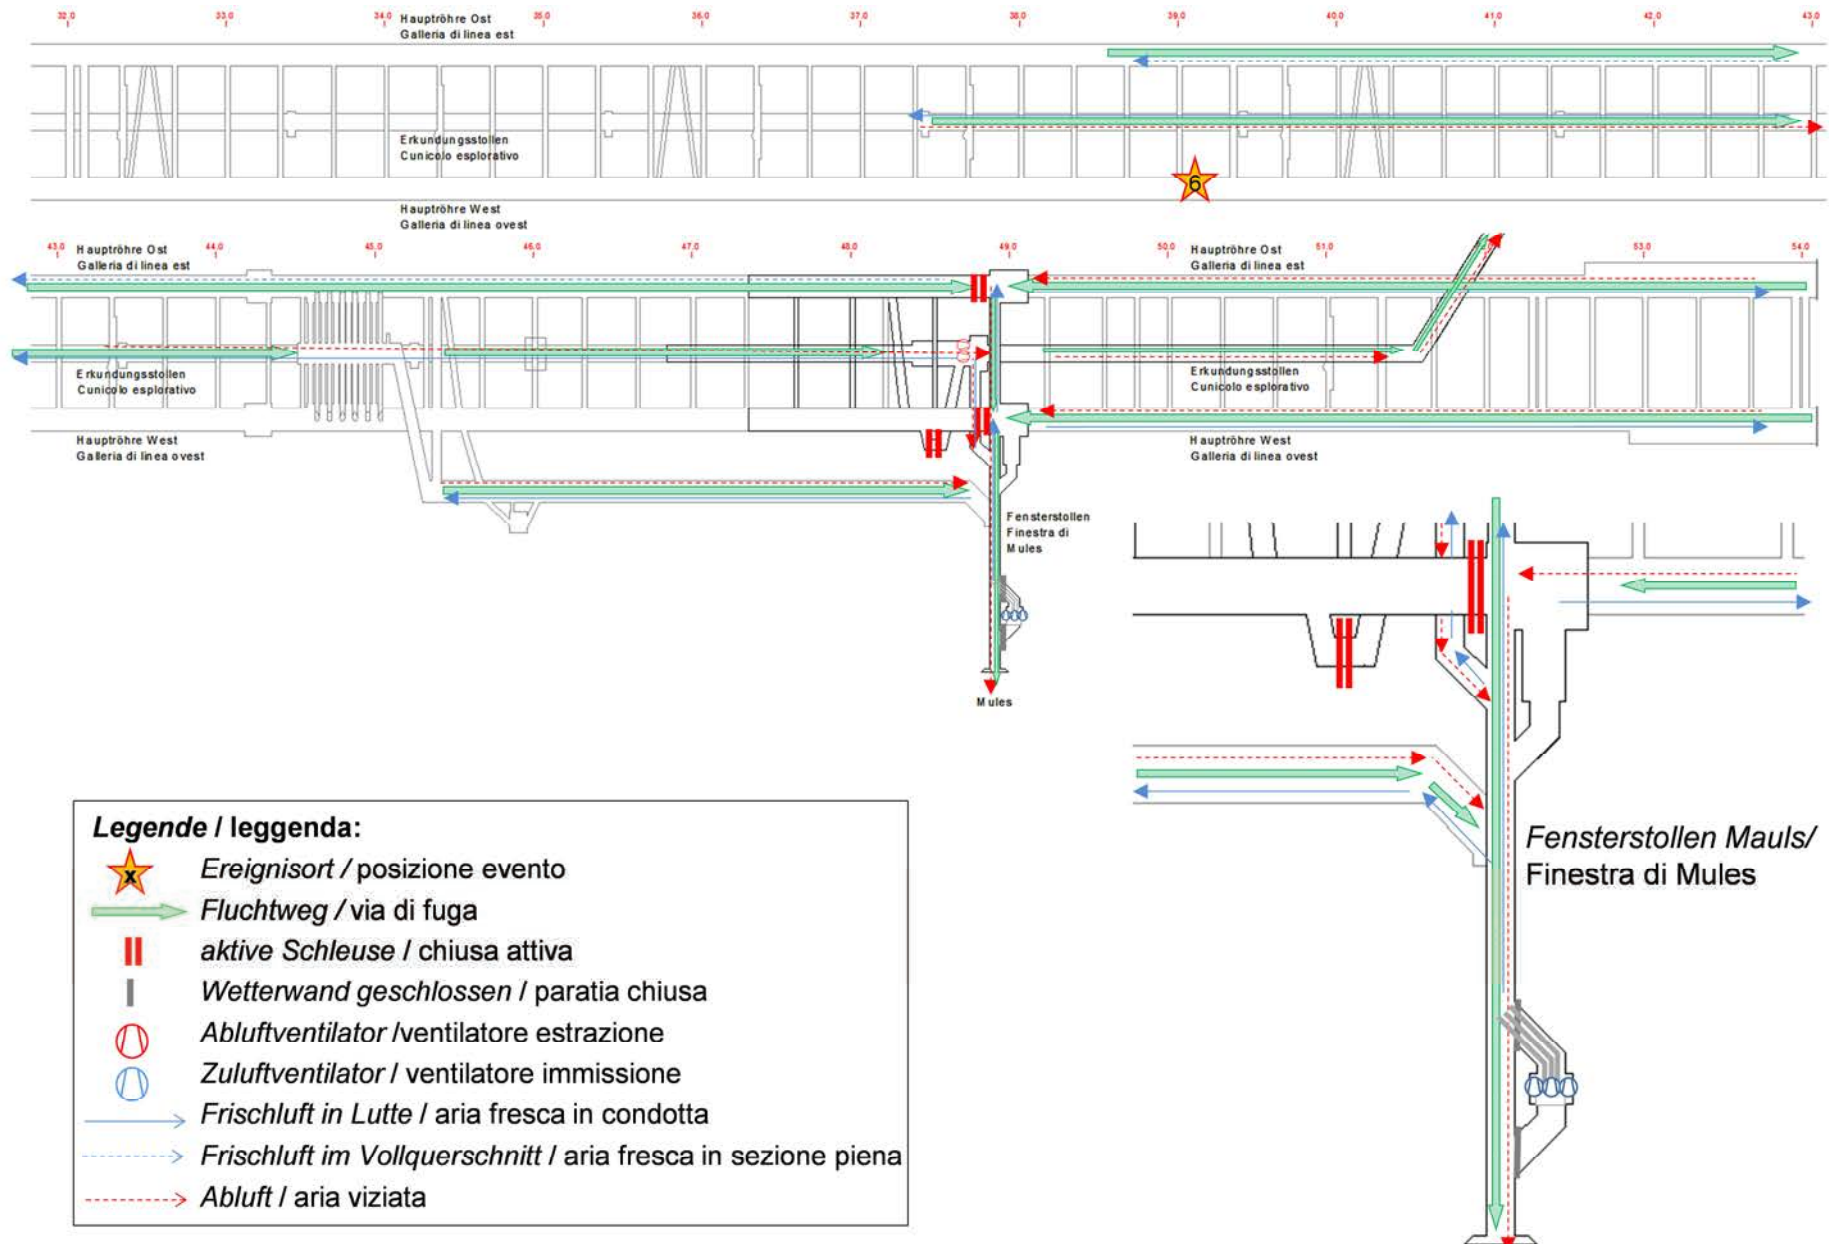 32.0 33.0 34.0 35.0 36.0 37.0 38.0 39.0 40.0 41.0 42.0 43.0
Hauptröhre Ost
Galleria di linea est
Erkundungsstollen
Cunicolo esplorativo
6
Hauptröhre West
Galleria di linea ovest
43.0 44.0 45.0 46.0 47.0 48.0 49.0 50.0 51.0 53.0 54.0
Hauptröhre Ost
Galleria di linea est
Hauptröhre Ost
Galleria di linea est
Erkundungsstollen
Cunicolo esplorativo
Erkundungsstollen
Cunicolo esplorativo
Hauptröhre West
Galleria di linea ovest
Hauptröhre West
Galleria di linea ovest
Fensterstollen
Finestra di
Mules
Mules
Fensterstollen Mauls/
Finestra di Mules
Legende / leggenda:
x
Ereignisort / posizione evento
Fluchtweg / via di fuga
aktive Schleuse / chiusa attiva
Wetterwand geschlossen / paratia chiusa
Abluftventilator /ventilatore estrazione
Zuluftventilator / ventilatore immissione
Frischluft in Lutte / aria fresca in condotta
Frischluft im Vollquerschnitt / aria fresca in sezione piena
Abluft / aria viziata